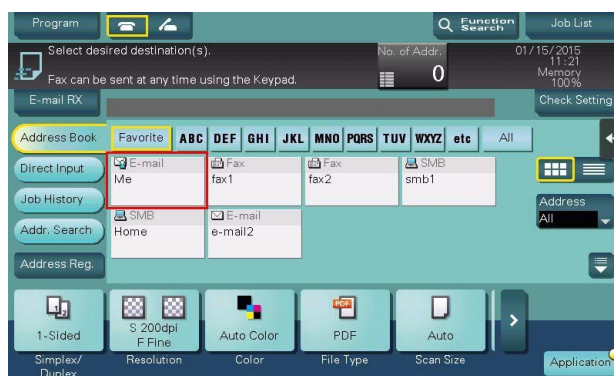 Program
Function
Search
Job List
Select desired destination(s).
Fax can be sent at any time using the Keypad.
No. of Addr.
0
01/15/2015
11:21
Memory
100%
E-mail RX
Check Setting
Address Book
Favorite ABC DEF GHI JKL MNO PQRS TUV WXYZ etc All
Direct Input
E-mail
Me
Fax
fax1
Fax
fax2
SMB
smb1
Job History
Addr. Search
SMB
Home
E-mail
e-mail2
Address
All
Address Reg.
1-Sided
S 200dpi
F Fine
Auto Color
PDF
PDF
Auto
Simplex/
Duplex
Resolution
Color
File Type
Scan Size
Application